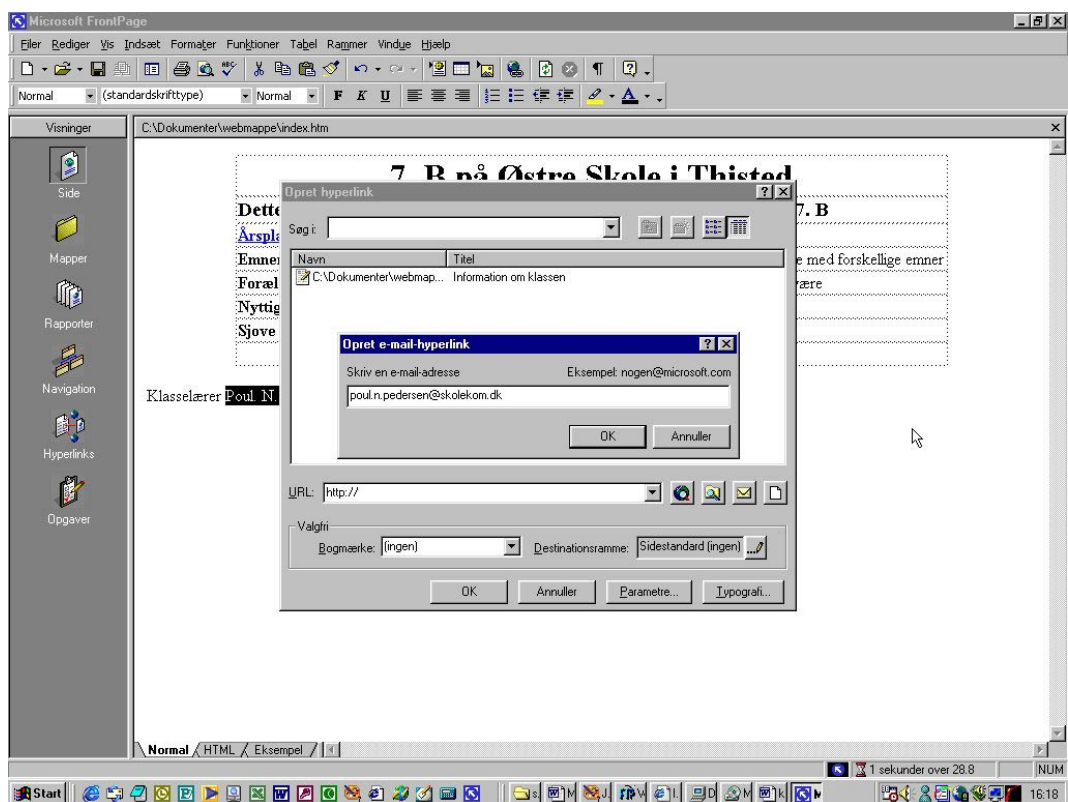 Microsoft FrontPage
Filer Rediger Vis Indsæt Formater Funktioner Tabel Rammer Vindue Hjælp
Normal (standardskrifttype) Normal F K U
Visninger
C:\Dokumenter\webmappe\index.htm
Side
Mapper
Rapporter
Navigation
Hyperlinks
Opgaver
7. B på Østre Skole i Thisted
Dette
7. B
Årspla
Emner
e med forskellige emner
Foræl
være
Nyttig
Sjove
Klasselærer Poul. N.
Opret hyperlink
Søg i:
Navn Titel
C:\Dokumenter\webmap... Information om klassen
Opret e-mail-hyperlink
Skriv en e-mail-adresse Eksempel: nogen@microsoft.com
poul.n.pedersen@skolekom.dk
OK Annuller
URL: http://
Valgfri
Bogmærke: (ingen) Destinationsramme: Sidestandard (ingen)
OK Annuller Parametre... Typografi...
Normal HTML Eksempel
1 sekunder over 28.8 NUM
Start 16:18